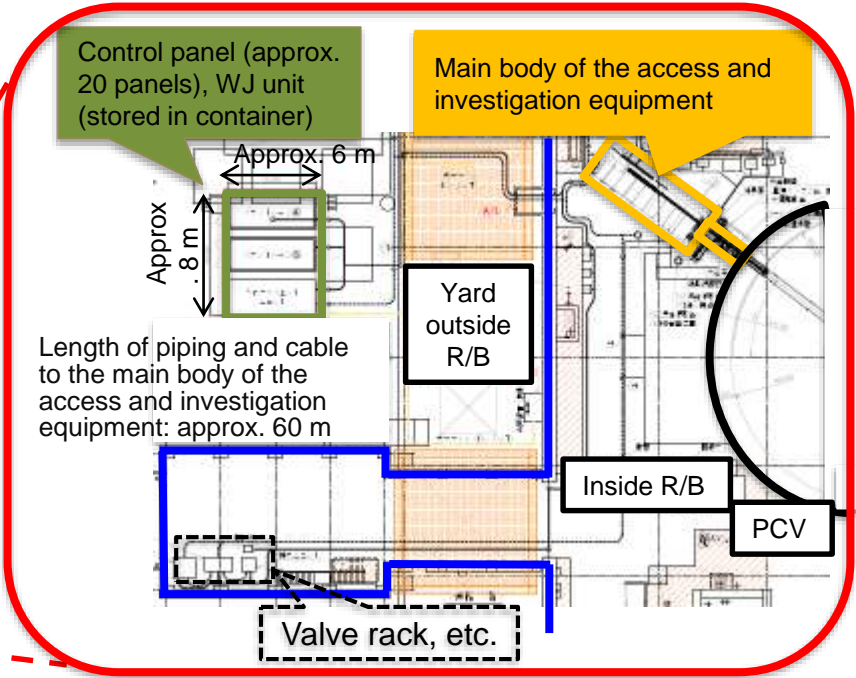 Control panel (approx.
20 panels), WJ unit
(stored in container)
Main body of the access and
investigation equipment
Approx. 6 m
Approx
. 8 m
Yard
outside
R/B
Length of piping and cable
to the main body of the
access and investigation
equipment: approx. 60 m
Inside R/B
PCV
Valve rack, etc.